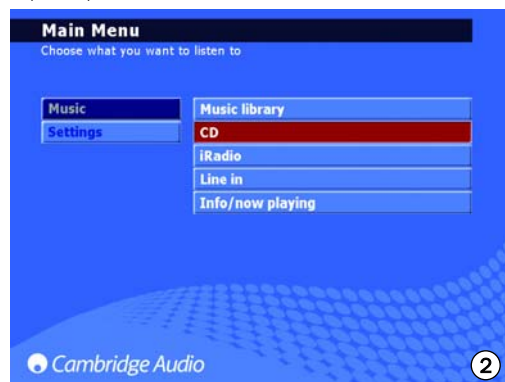 Main Menu
Choose what you want to listen to
Music
Settings
Music library
CD
iRadio
Line in
Info/now playing
Cambridge Audio
2